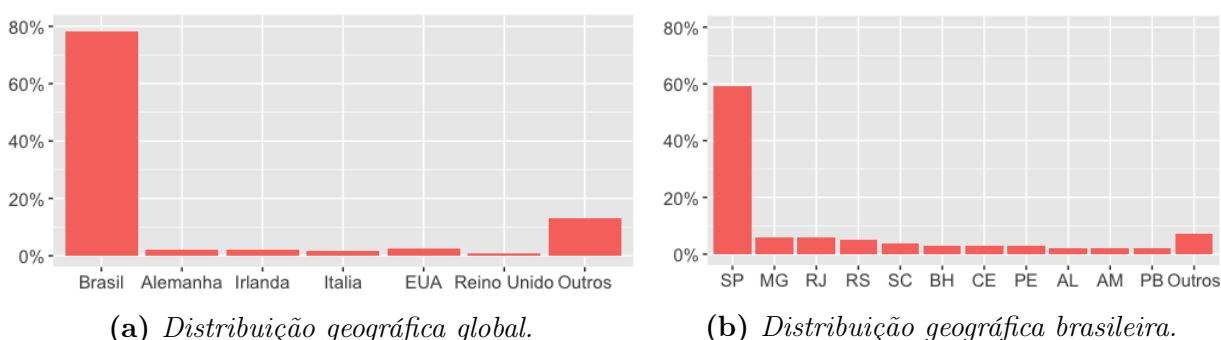 80%
60%
40%
20%
0%
Brasil Alemanha Irlanda Italia EUA Reino Unido Outros
(a) Distribuição geográfica global.
80%
60%
40%
20%
0%
SP MG RJ RS SC BH CE PE AL AM PB Outros
(b) Distribuição geográfica brasileira.